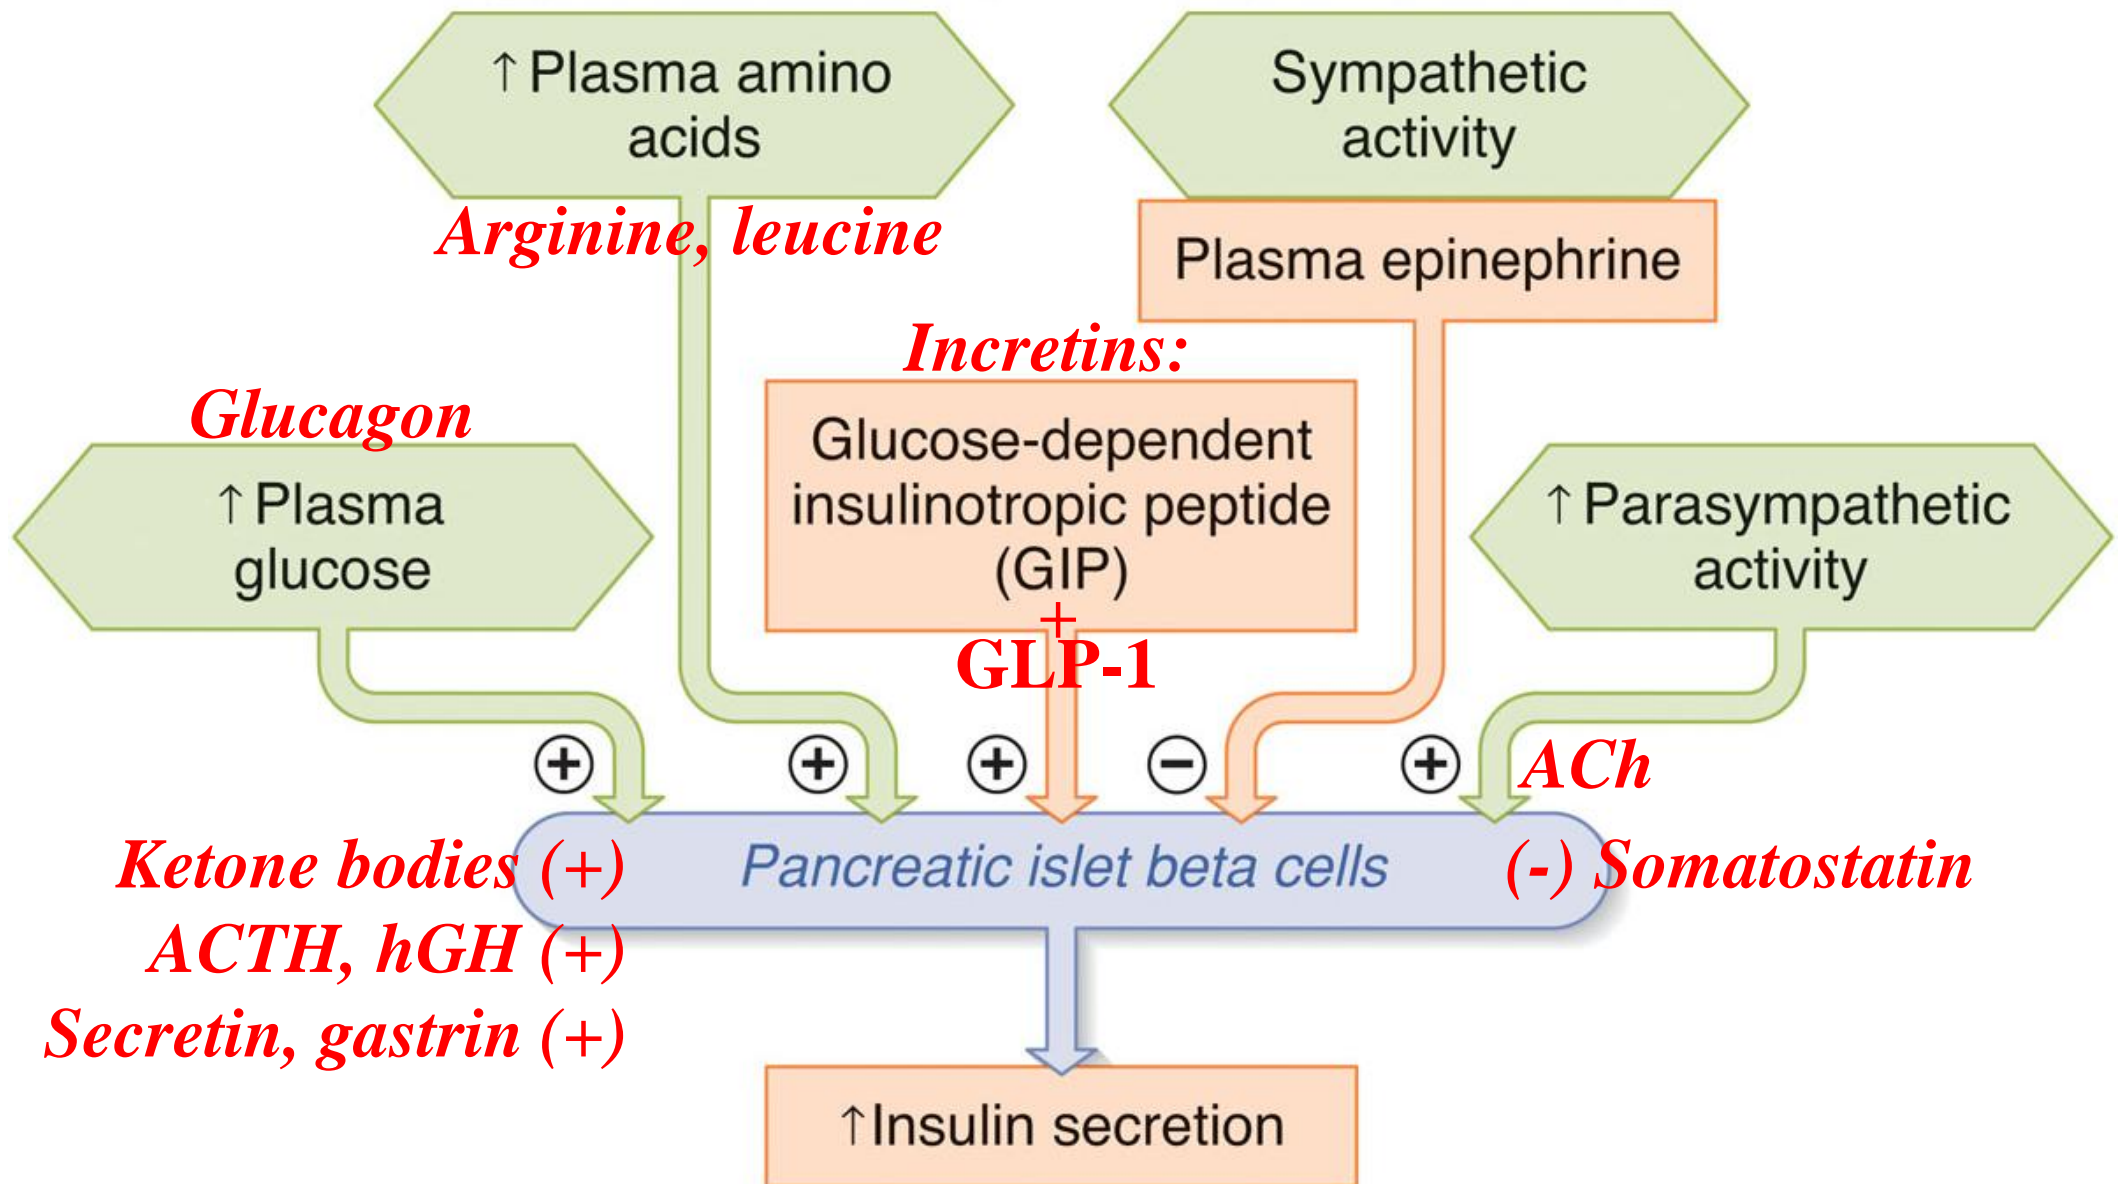 ↑ Plasma amino
acids
Arginine, leucine
Sympathetic
activity
Plasma epinephrine
Incretins:
Glucose-dependent
insulinotropic peptide
(GIP)
+
GLP-1
Glucagon
↑ Plasma
glucose
↑ Parasympathetic
activity
+
+
+
−
+
ACh
Ketone bodies (+)
Pancreatic islet beta cells
(-) Somatostatin
ACTH, hGH (+)
Secretin, gastrin (+)
↑Insulin secretion